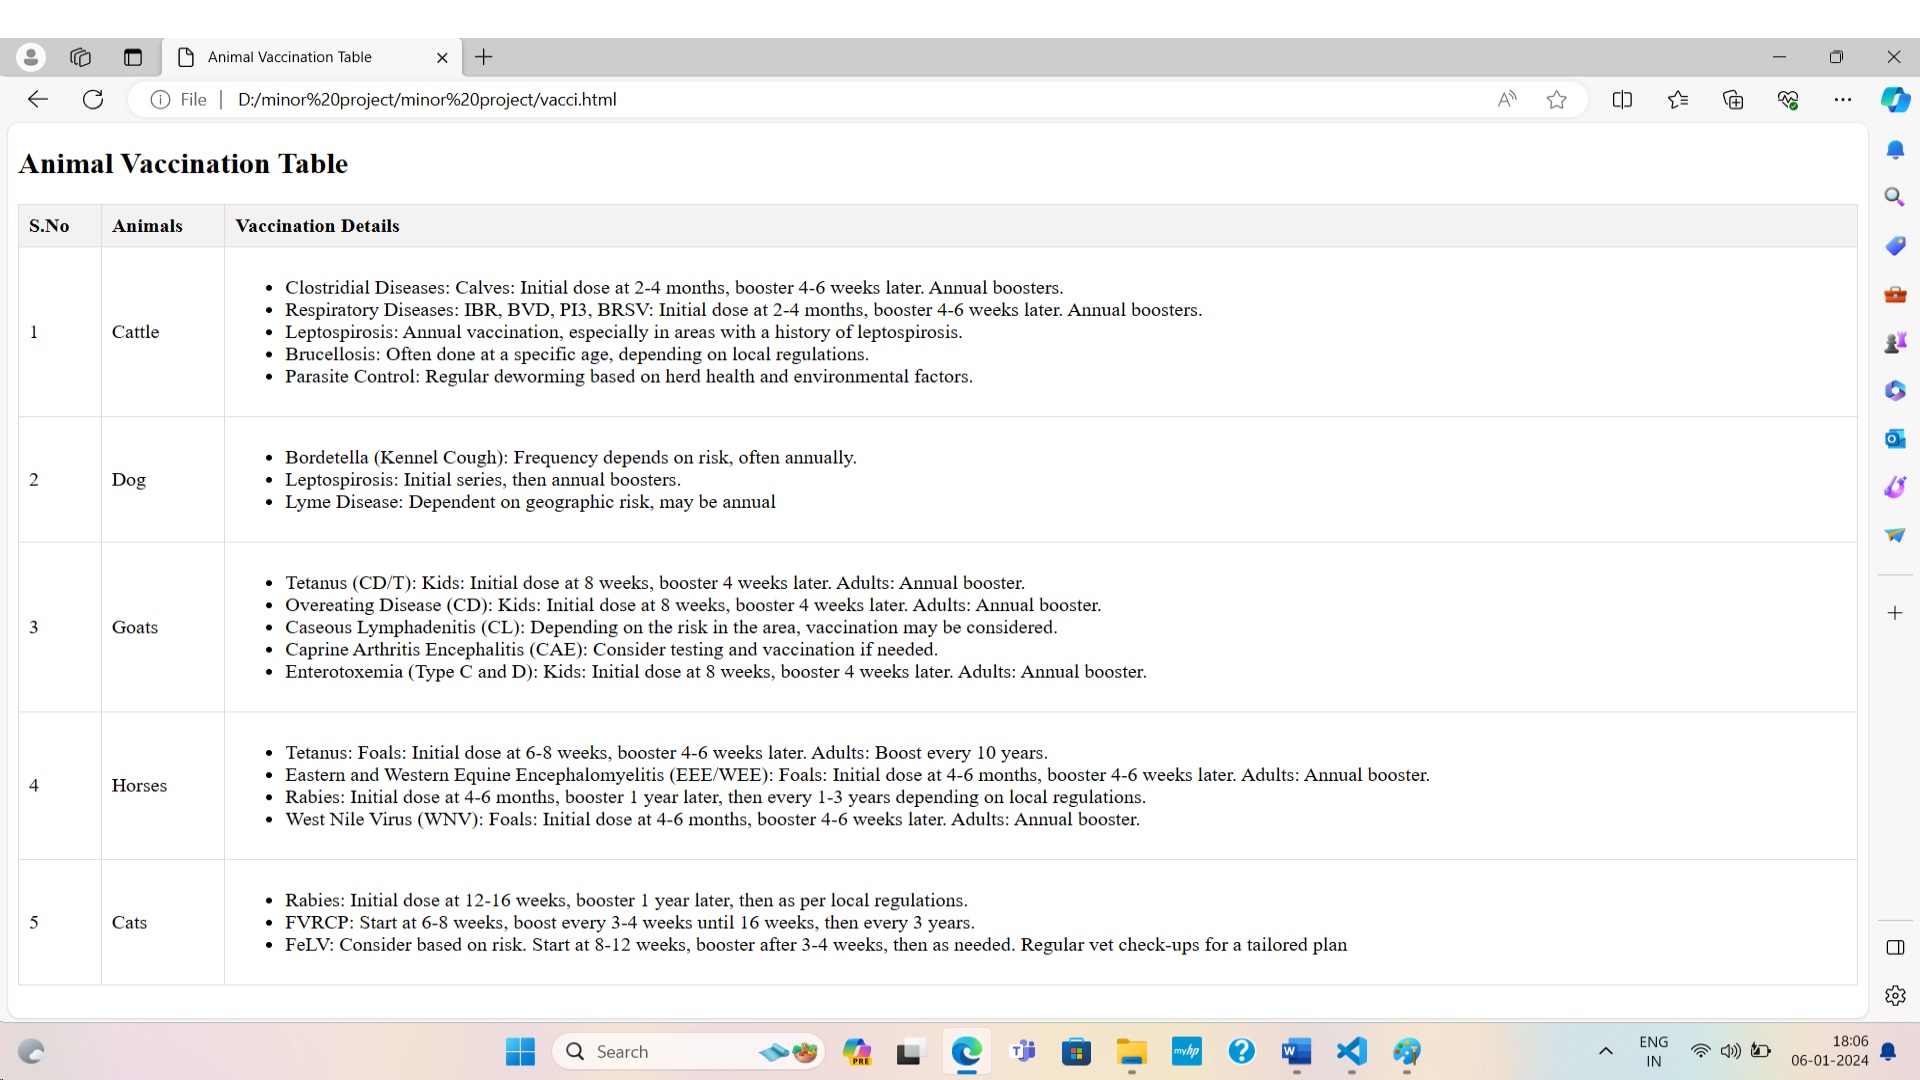 Animal Vaccination Table
File | D:/minor%20project/minor%20project/vacci.html
Animal Vaccination Table
S.No Animals Vaccination Details
1 Cattle
• Clostridial Diseases: Calves: Initial dose at 2-4 months, booster 4-6 weeks later. Annual boosters.
• Respiratory Diseases: IBR, BVD, PI3, BRSV: Initial dose at 2-4 months, booster 4-6 weeks later. Annual boosters.
• Leptospirosis: Annual vaccination, especially in areas with a history of leptospirosis.
• Brucellosis: Often done at a specific age, depending on local regulations.
• Parasite Control: Regular deworming based on herd health and environmental factors.
2 Dog
• Bordetella (Kennel Cough): Frequency depends on risk, often annually.
• Leptospirosis: Initial series, then annual boosters.
• Lyme Disease: Dependent on geographic risk, may be annual
3 Goats
• Tetanus (CD/T): Kids: Initial dose at 8 weeks, booster 4 weeks later. Adults: Annual booster.
• Overeating Disease (CD): Kids: Initial dose at 8 weeks, booster 4 weeks later. Adults: Annual booster.
• Caseous Lymphadenitis (CL): Depending on the risk in the area, vaccination may be considered.
• Caprine Arthritis Encephalitis (CAE): Consider testing and vaccination if needed.
• Enterotoxemia (Type C and D): Kids: Initial dose at 8 weeks, booster 4 weeks later. Adults: Annual booster.
4 Horses
• Tetanus: Foals: Initial dose at 6-8 weeks, booster 4-6 weeks later. Adults: Boost every 10 years.
• Eastern and Western Equine Encephalomyelitis (EEE/WEE): Foals: Initial dose at 4-6 months, booster 4-6 weeks later. Adults: Annual booster.
• Rabies: Initial dose at 4-6 months, booster 1 year later, then every 1-3 years depending on local regulations.
• West Nile Virus (WNV): Foals: Initial dose at 4-6 months, booster 4-6 weeks later. Adults: Annual booster.
5 Cats
• Rabies: Initial dose at 12-16 weeks, booster 1 year later, then as per local regulations.
• FVRCP: Start at 6-8 weeks, boost every 3-4 weeks until 16 weeks, then every 3 years.
• FeLV: Consider based on risk. Start at 8-12 weeks, booster after 3-4 weeks, then as needed. Regular vet check-ups for a tailored plan
Search
PRE
myhp
ENG
IN
18:06
06-01-2024